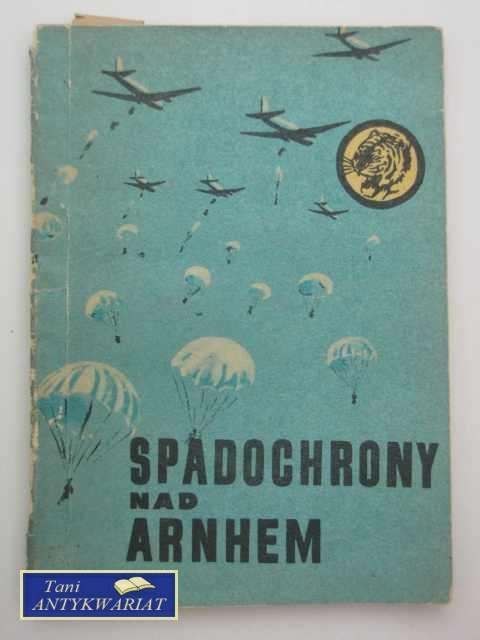 SPADOCHRONY
NAD
ARNHEM
Tani
ANTYKWARIAT